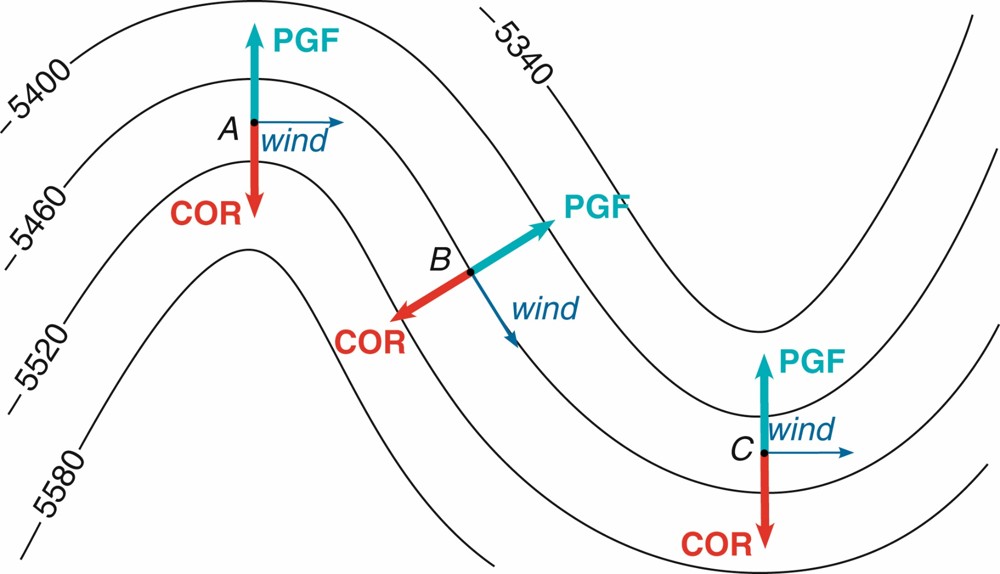 5400
PGF
A
wind
COR
5340
5460
PGF
B
wind
COR
5520
PGF
wind
C
5580
COR